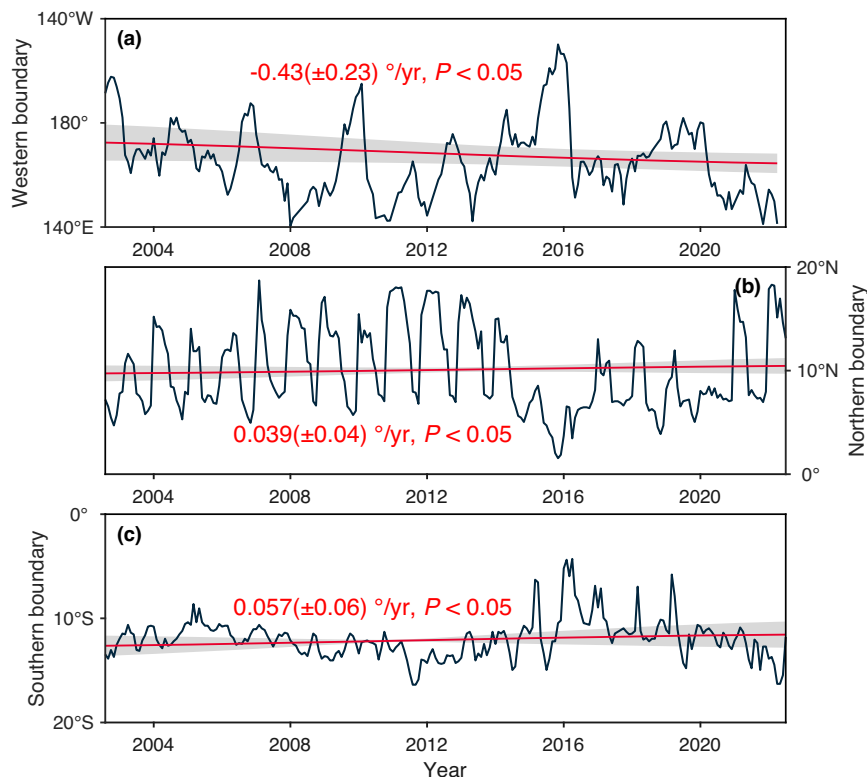 140°W
(a)
-0.43(±0.23) °/yr, P < 0.05
180°
Western boundary
140°E
2004 2008 2012 2016 2020
20°N
(b)
10°N
Northern boundary
0.039(±0.04) °/yr, P < 0.05
0°
2004 2008 2012 2016 2020
0°
(c)
0.057(±0.06) °/yr, P < 0.05
10°S
Southern boundary
20°S
2004 2008 2012 2016 2020
Year